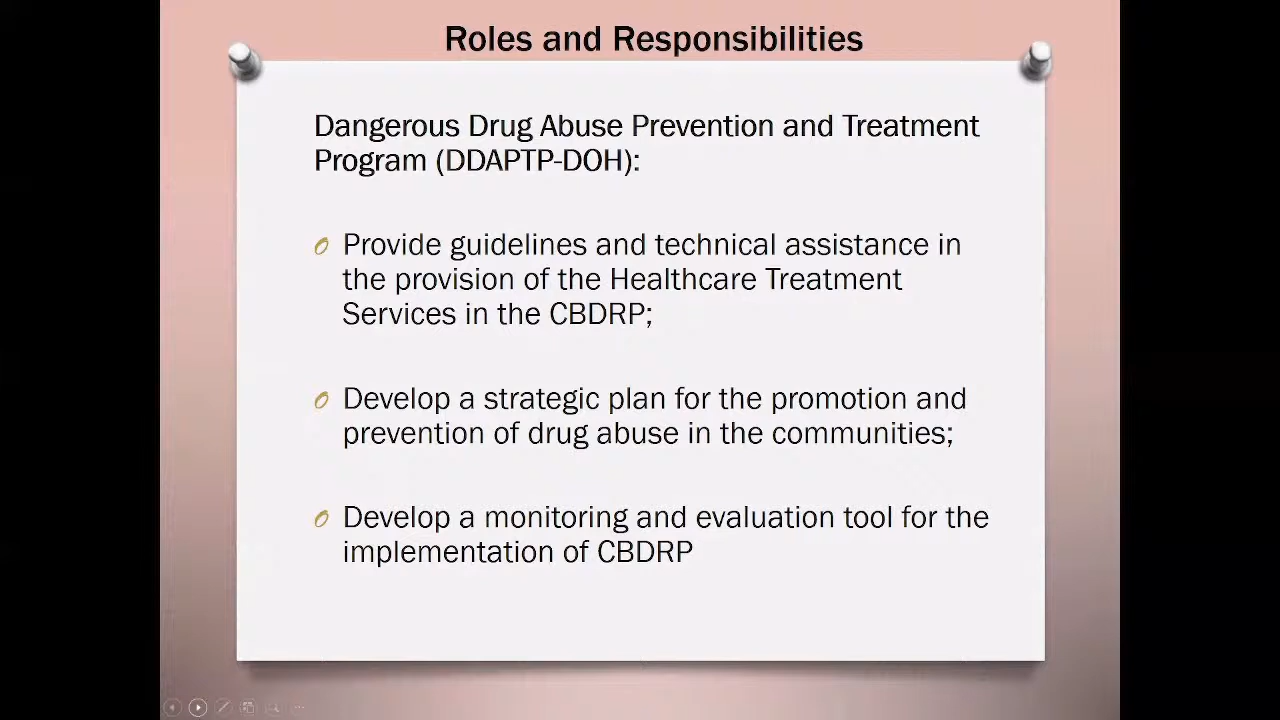 Roles and Responsibilities
Dangerous Drug Abuse Prevention and Treatment
Program (DDAPTP-DOH):
Provide guidelines and technical assistance in
the provision of the Healthcare Treatment
Services in the CBDRP;
Develop a strategic plan for the promotion and
prevention of drug abuse in the communities;
Develop a monitoring and evaluation tool for the
implementation of CBDRP